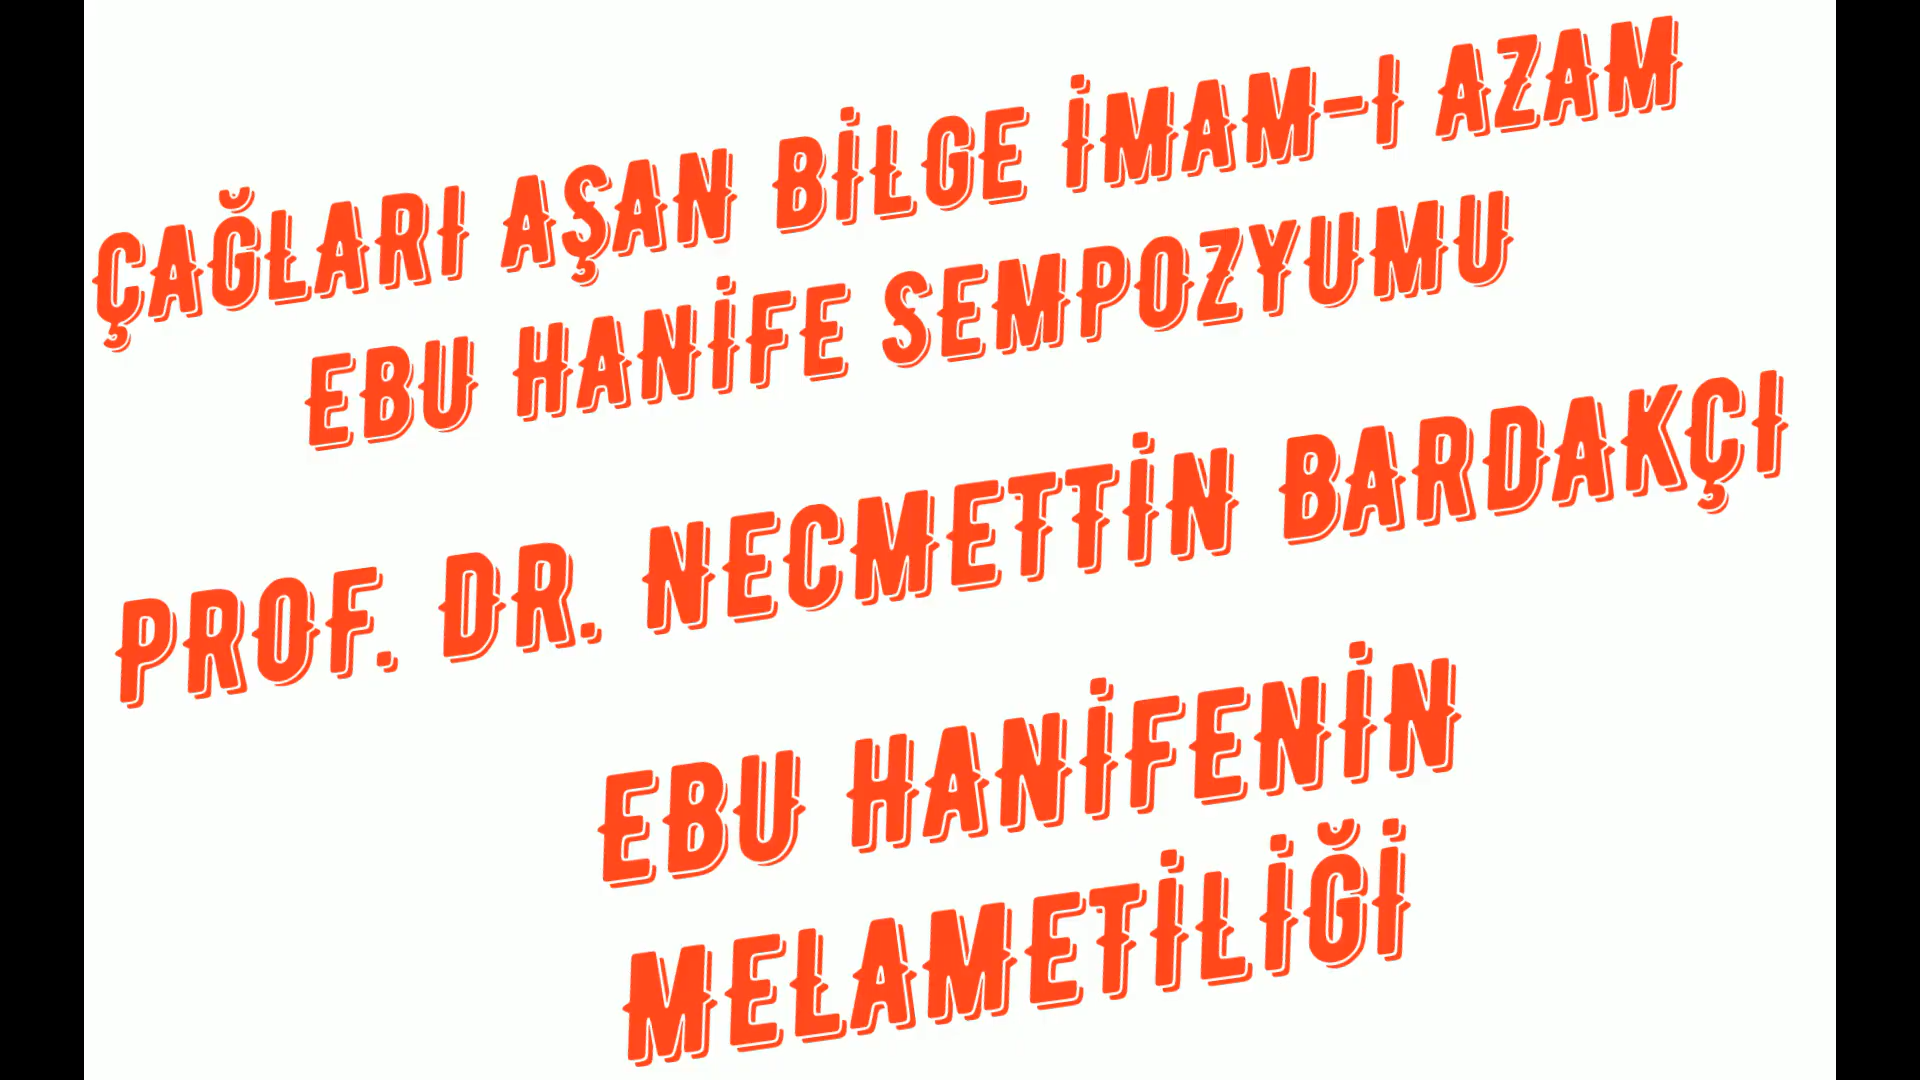 ÇAĞLARI AŞAN BİLGE İMAM-I AZAM
EBU HANİFE SEMPOZYUMU
PROF. DR. NECMETTİN BARDAKÇI
EBU HANİFENİN
MELAMETİLİĞİ